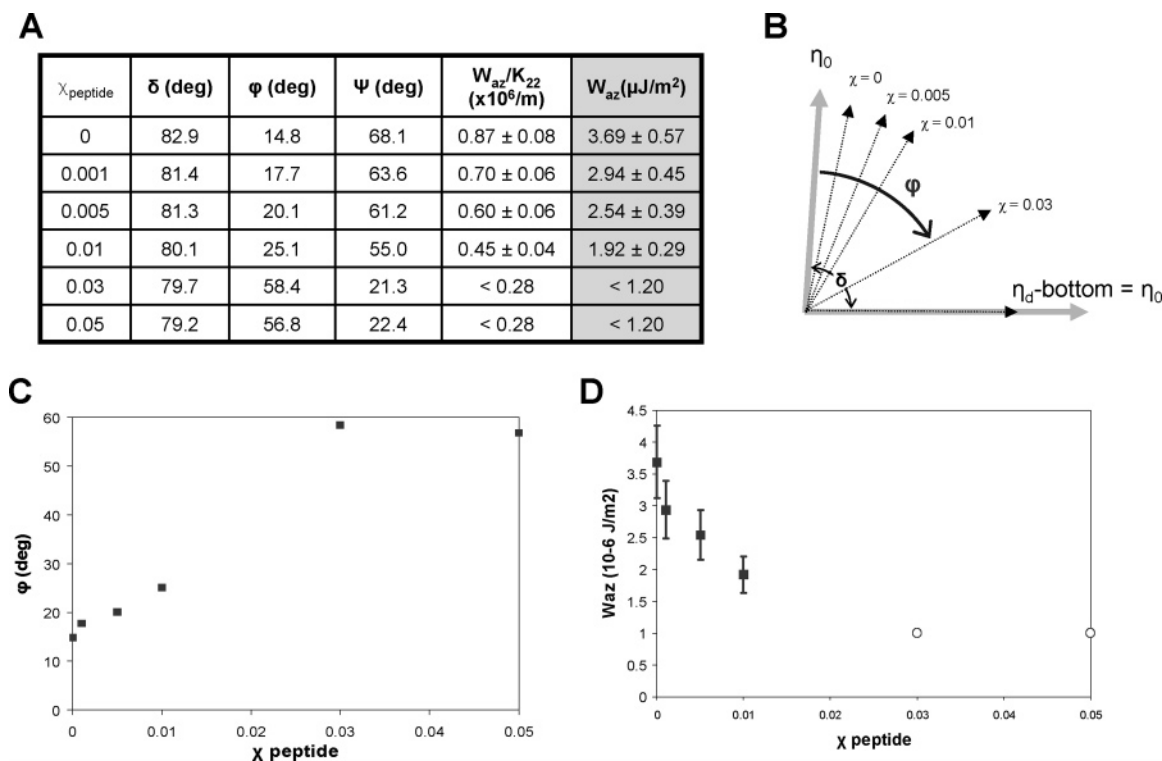 A
χpeptide δ (deg) φ (deg) Ψ (deg) Waz/K22 (x10⁶/m) Waz(μJ/m²)
0 82.9 14.8 68.1 0.87 ± 0.08 3.69 ± 0.57
0.001 81.4 17.7 63.6 0.70 ± 0.06 2.94 ± 0.45
0.005 81.3 20.1 61.2 0.60 ± 0.06 2.54 ± 0.39
0.01 80.1 25.1 55.0 0.45 ± 0.04 1.92 ± 0.29
0.03 79.7 58.4 21.3 < 0.28 < 1.20
0.05 79.2 56.8 22.4 < 0.28 < 1.20
B
η0
χ = 0
χ = 0.005
χ = 0.01
φ
χ = 0.03
δ
ηd-bottom = η0
C
φ (deg)
60
50
40
30
20
10
0
0 0.01 0.02 0.03 0.04 0.05
χ peptide
D
Waz (10-6 J/m2)
4.5
4
3.5
3
2.5
2
1.5
1
0.5
0
0 0.01 0.02 0.03 0.04 0.05
χ peptide